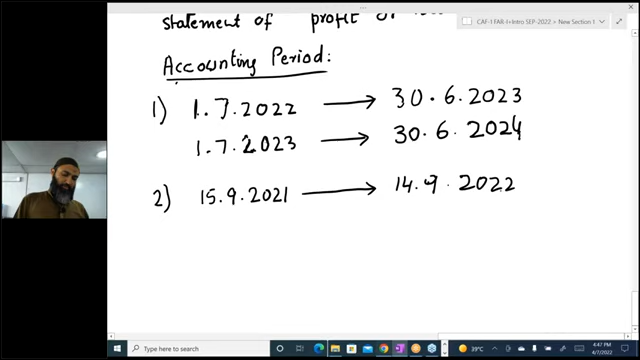 CAF-1 FAR-I+Intro SEP-2022 > New Section 1
statement of profit or
Accounting Period:
1) 1.7.2022 → 30.6.2023
1.7.2023 → 30.6.2024
2) 15.9.2021 → 14.9.2022
Type here to search
39°C
4:47 PM
4/7/2022